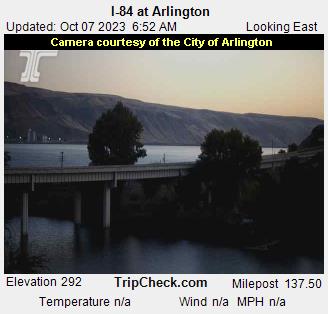 I-84 at Arlington
Updated: Oct 07 2023 6:52 AM Looking East
Camera courtesy of the City of Arlington
Elevation 292 TripCheck.com Milepost 137.50
Temperature n/a Wind n/a MPH n/a